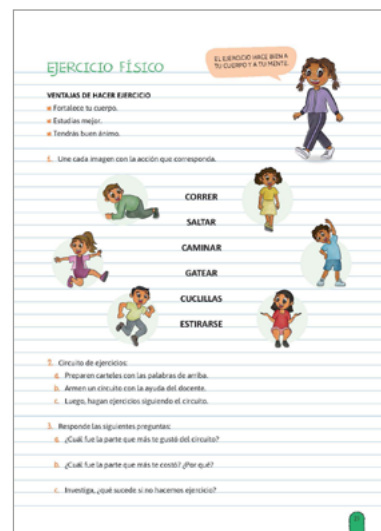 EJERCICIO FÍSICO
EL EJERCICIO HACE BIEN A
TU CUERPO Y A TU MENTE.
VENTAJAS DE HACER EJERCICIO
Fortalece tu cuerpo.
Estudias mejor.
Tendrás buen ánimo.
1. Une cada imagen con la acción que corresponda.
CORRER
SALTAR
CAMINAR
GATEAR
CUCLILLAS
ESTIRARSE
2. Circuito de ejercicios:
a. Preparen carteles con las palabras de arriba.
b. Armen un circuito con la ayuda del docente.
c. Luego, hagan ejercicios siguiendo el circuito.
3. Responde las siguientes preguntas:
a. ¿Cuál fue la parte que más te gustó del circuito?
b. ¿Cuál fue la parte que más te costó? ¿Por qué?
c. Investiga, ¿qué sucede si no hacemos ejercicio?